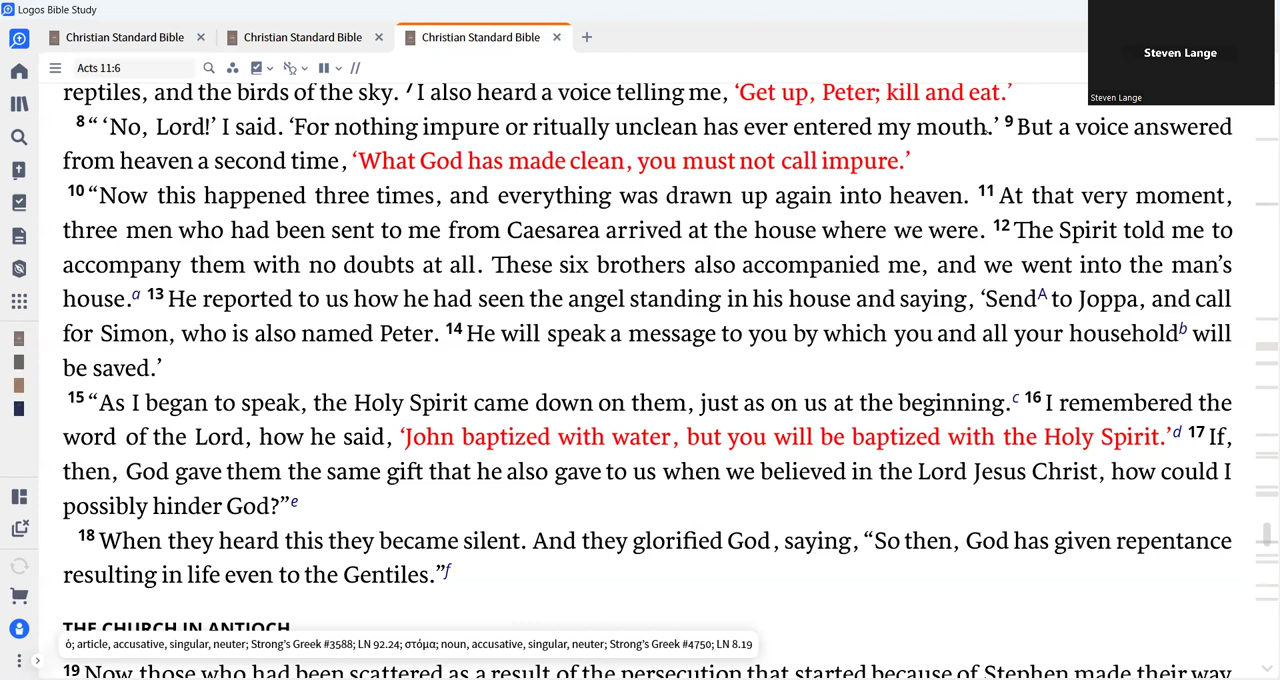 Logos Bible Study
Christian Standard Bible
Christian Standard Bible
Christian Standard Bible
Acts 11:6
Steven Lange
Steven Lange
reptiles, and the birds of the sky. 7 I also heard a voice telling me, ‘Get up, Peter; kill and eat.’
8 “ ‘No, Lord!’ I said. ‘For nothing impure or ritually unclean has ever entered my mouth.’ 9 But a voice answered
from heaven a second time, ‘What God has made clean, you must not call impure.’
10 “Now this happened three times, and everything was drawn up again into heaven. 11 At that very moment,
three men who had been sent to me from Caesarea arrived at the house where we were. 12 The Spirit told me to
accompany them with no doubts at all. These six brothers also accompanied me, and we went into the man’s
house.a 13 He reported to us how he had seen the angel standing in his house and saying, ‘SendA to Joppa, and call
for Simon, who is also named Peter. 14 He will speak a message to you by which you and all your householdb will
be saved.’
15 “As I began to speak, the Holy Spirit came down on them, just as on us at the beginning.c 16 I remembered the
word of the Lord, how he said, ‘John baptized with water, but you will be baptized with the Holy Spirit.’d 17 If,
then, God gave them the same gift that he also gave to us when we believed in the Lord Jesus Christ, how could I
possibly hinder God?”e
18 When they heard this they became silent. And they glorified God, saying, “So then, God has given repentance
resulting in life even to the Gentiles.”f
THE CHURCH IN ANTIOCH
ὁ; article, accusative, singular, neuter; Strong’s Greek #3588; LN 92.24; στόμα; noun, accusative, singular, neuter; Strong’s Greek #4750; LN 8.19
19 Now those who had been scattered as a result of the persecution that started because of Stephen made their way